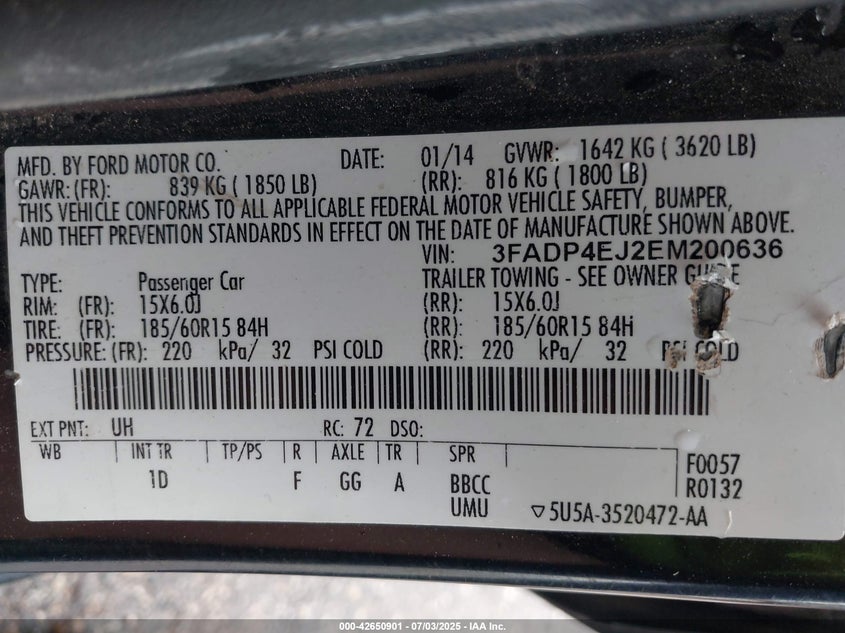 MFD. BY FORD MOTOR CO. DATE: 01/14 GVWR: 1642 KG ( 3620 LB)
GAWR: (FR): 839 KG ( 1850 LB) (RR): 816 KG ( 1800 LB)
THIS VEHICLE CONFORMS TO ALL APPLICABLE FEDERAL MOTOR VEHICLE SAFETY, BUMPER,
AND THEFT PREVENTION STANDARDS IN EFFECT ON THE DATE OF MANUFACTURE SHOWN ABOVE.
VIN: 3FADP4EJ2EM200636
TYPE: Passenger Car TRAILER TOWING - SEE OWNER GUIDE
RIM: (FR): 15X6.0J (RR): 15X6.0J
TIRE: (FR): 185/60R15 84H (RR): 185/60R15 84H
PRESSURE: (FR): 220 kPa/ 32 PSI COLD (RR): 220 kPa/ 32 PSI COLD
EXT PNT: UH RC: 72 DSO:
WB INT TR TP/PS R AXLE TR SPR
1D F GG A BBCC
UMU
F0057
R0132
▽5U5A-3520472-AA
000-42650901 - 07/03/2025 - IAA Inc.